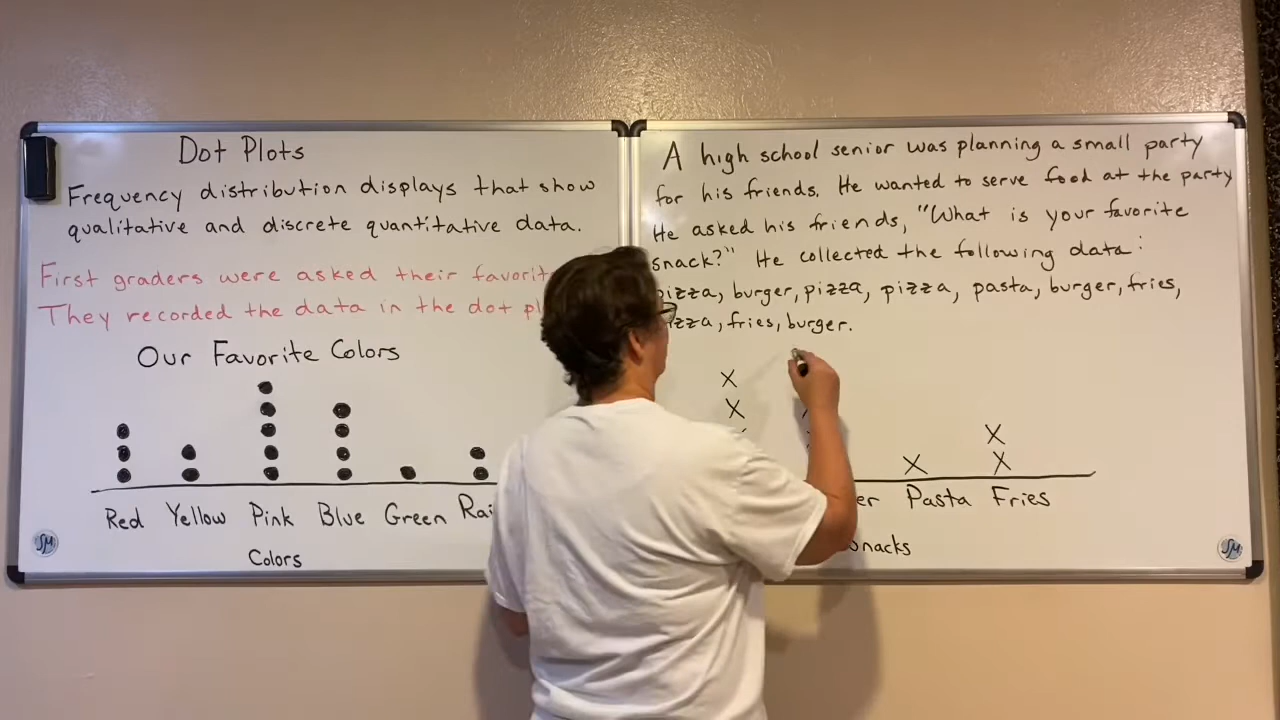 Dot Plots
Frequency distribution displays that show
qualitative and discrete quantitative data.
First graders were asked their
They recorded the data in the dot
Our Favorite Colors
Red Yellow Pink Blue Green
Colors
A high school senior was planning a small party
for his friends. He wanted to serve food at the party
He asked his friends, "What is your favorite
snack?" He collected the following data:
pizza, burger, pizza, pizza, pasta, burger, fries,
pizza, fries, burger.
X
X
X X
X
Pasta Fries
Snacks
SM
SM